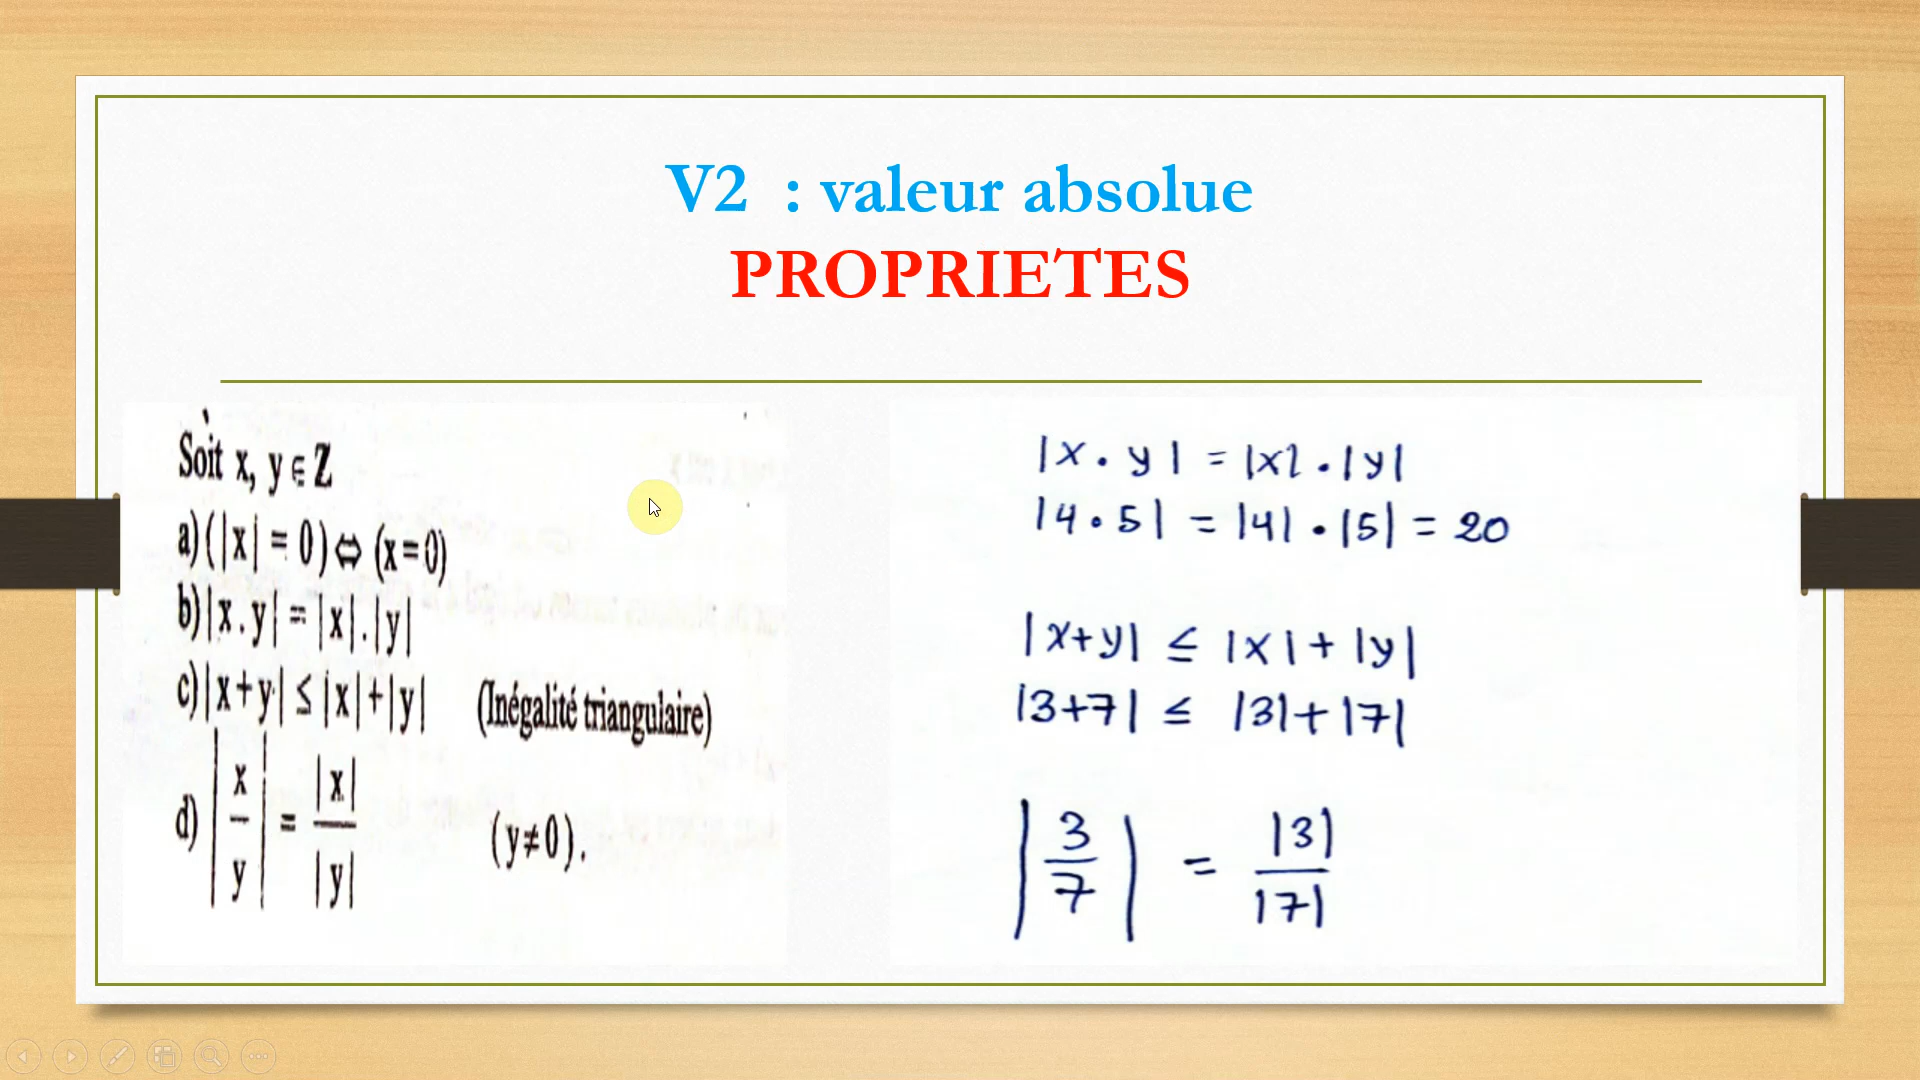 V2 : valeur absolue
PROPRIETES
Soit x, y ∈ Z
a) ( |x| = 0 ) ⇔ (x = 0)
b) |x . y| = |x| . |y|
c) |x + y| ≤ |x| + |y| (Inégalité triangulaire)
d) |x/y| = |x|/|y| (y ≠ 0).
|x . y| = |x| . |y|
|4 . 5| = |4| . |5| = 20
|x+y| ≤ |x| + |y|
|3+7| ≤ |3| + |7|
|3/7| = |3|/|7|